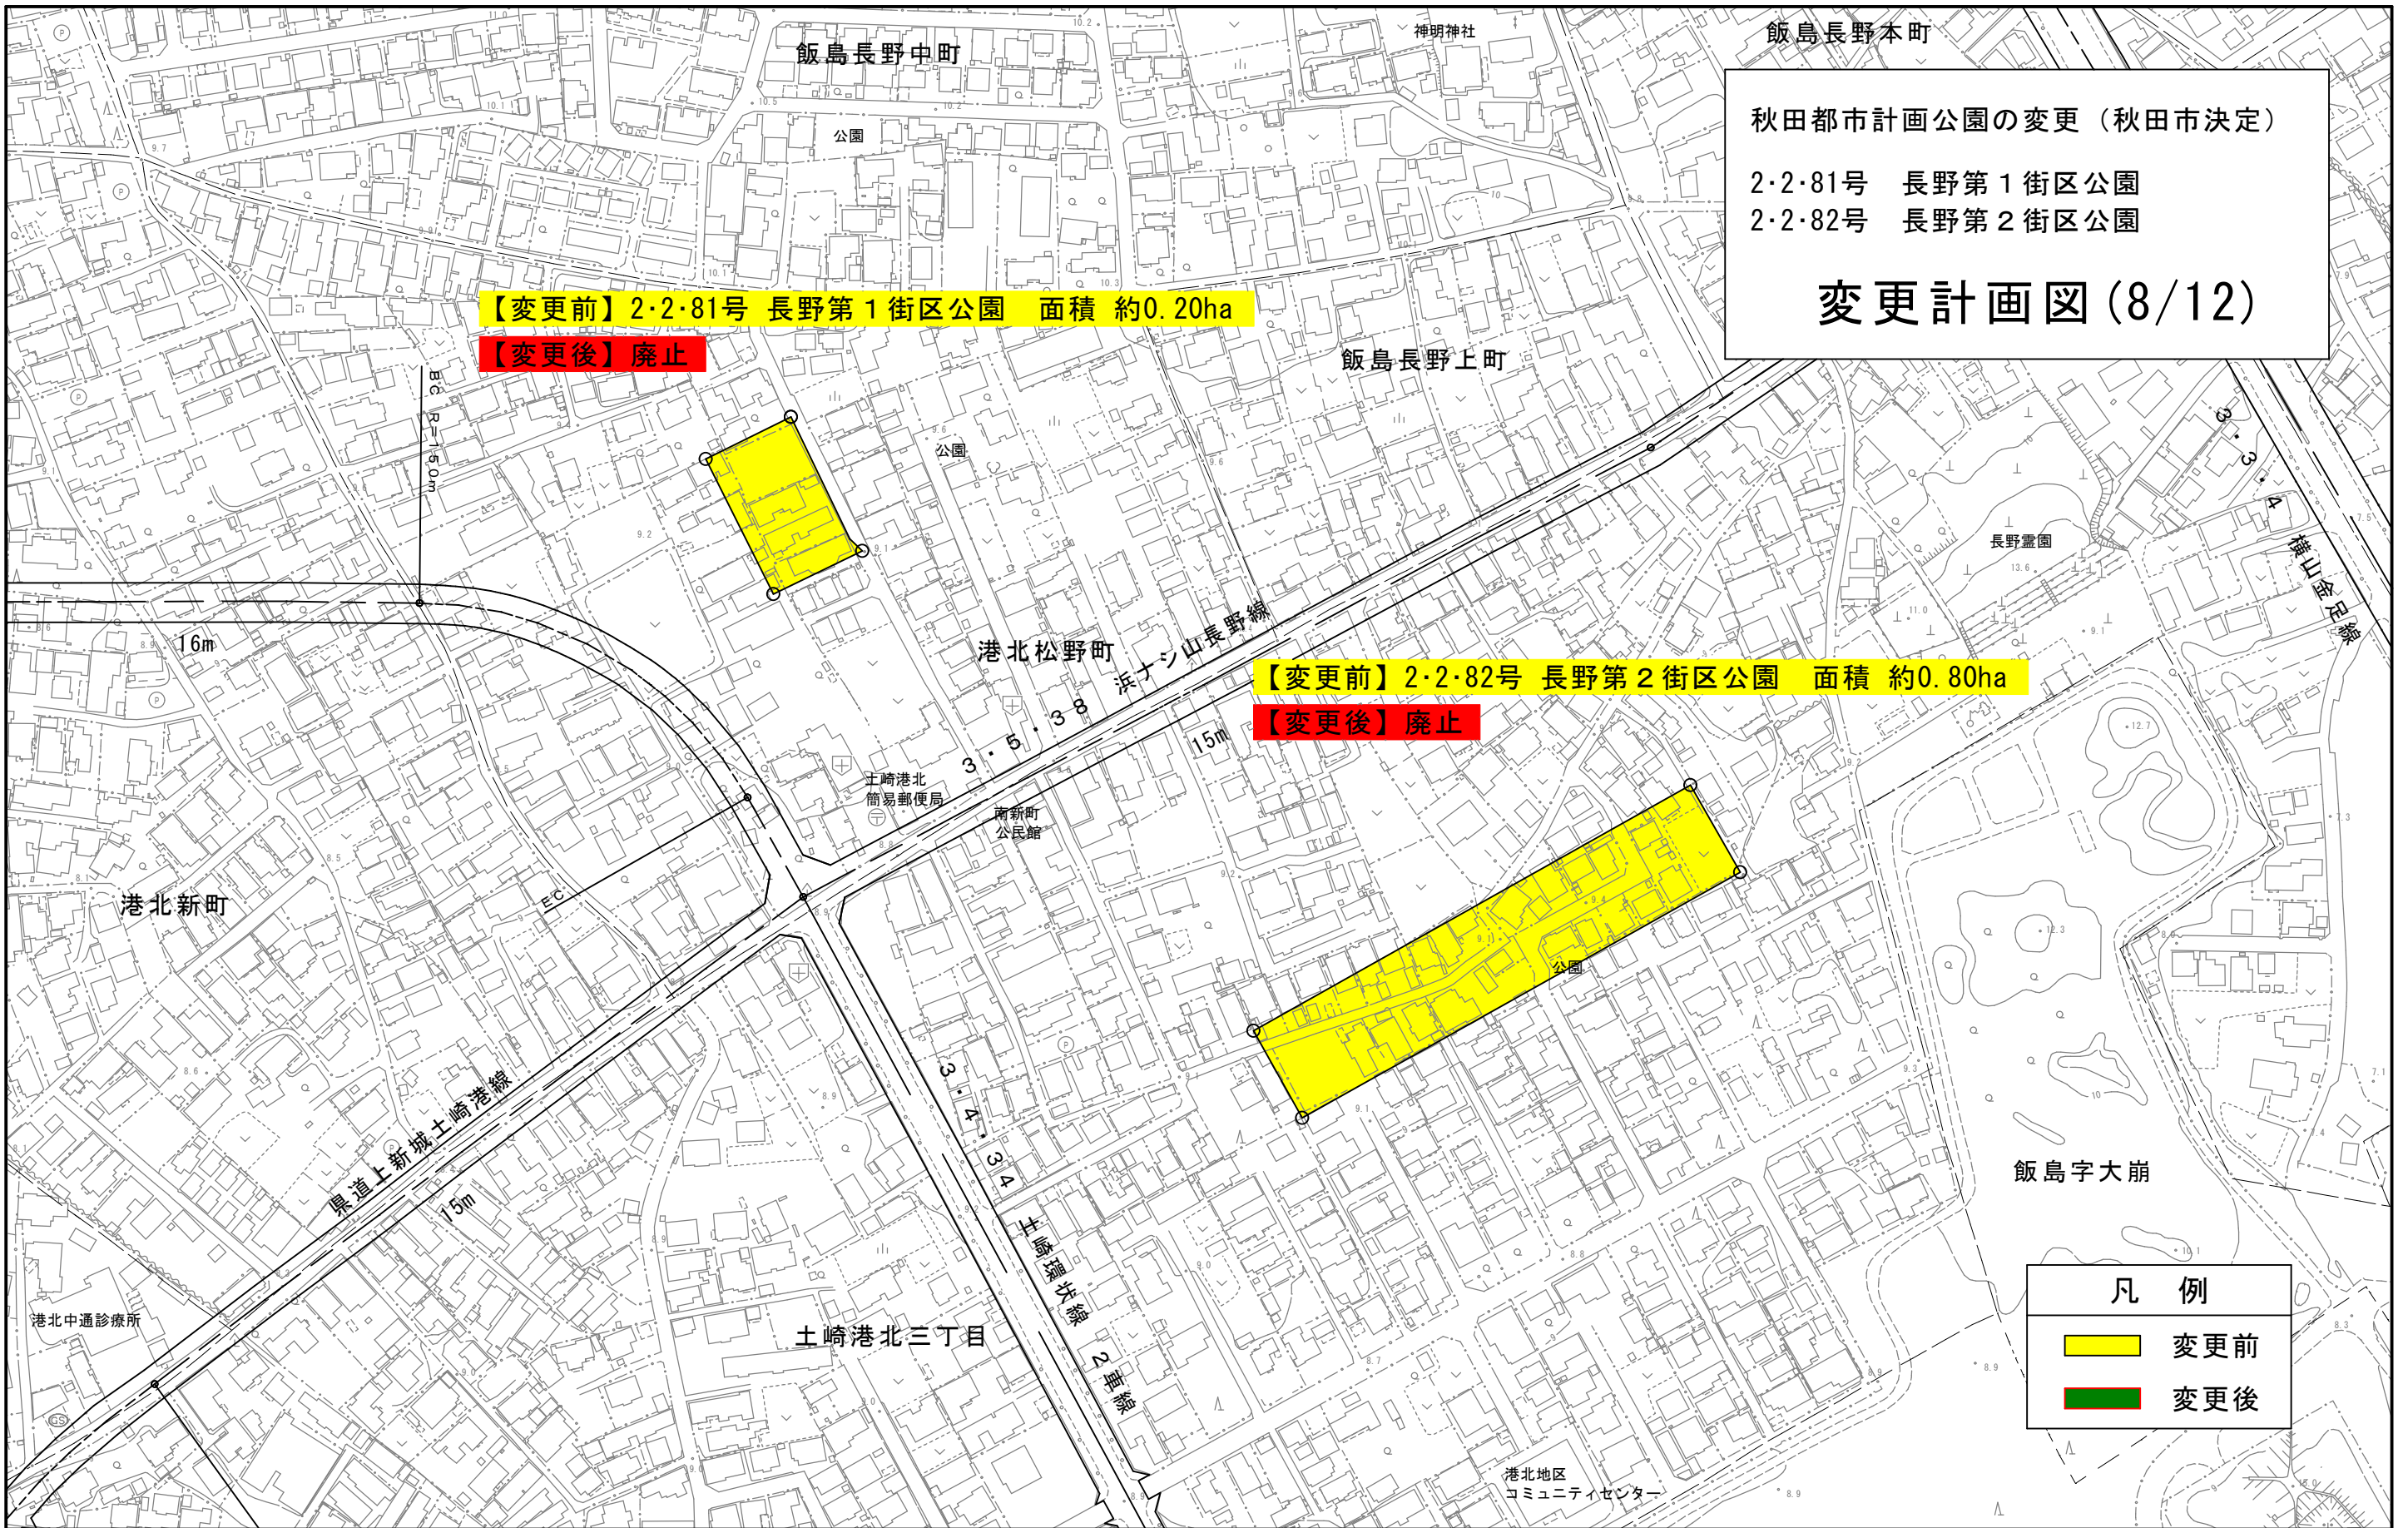 飯島長野中町
神明神社
飯島長野本町
公園
秋田都市計画公園の変更（秋田市決定）
2・2・81号　長野第１街区公園
2・2・82号　長野第２街区公園
変更計画図(8/12)
【変更前】2・2・81号 長野第１街区公園　面積 約0.20ha
【変更後】廃止
飯島長野上町
BC R=150m
公園
3・3・4
横山金足線
長野霊園
16m
港北松野町
浜ナシ山長野線
3・5・38
15m
【変更前】2・2・82号 長野第２街区公園　面積 約0.80ha
【変更後】廃止
土崎港北
簡易郵便局
南新町
公民館
EC
港北新町
公園
県道上新城土崎港線
15m
3・4・34
土崎環状線　2車線
飯島字大崩
港北中通診療所
土崎港北三丁目
GS
港北地区
コミュニティセンター
凡　例
変更前
変更後